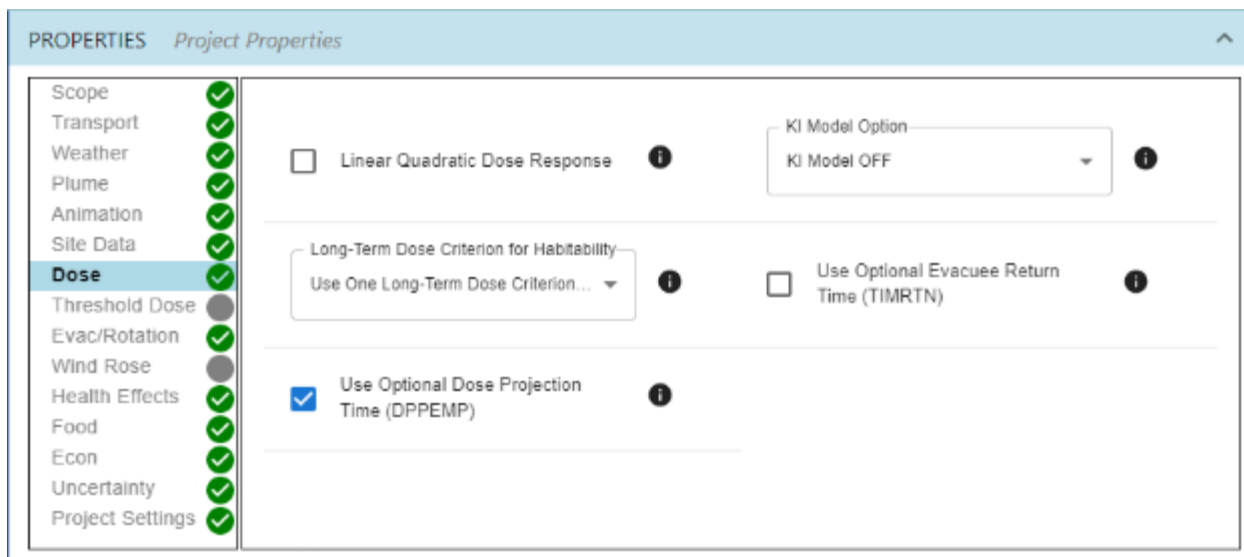 PROPERTIES Project Properties
Scope
Transport
Weather
Plume
Animation
Site Data
Dose
Threshold Dose
Evac/Rotation
Wind Rose
Health Effects
Food
Econ
Uncertainty
Project Settings
Linear Quadratic Dose Response
KI Model Option
KI Model OFF
Long-Term Dose Criterion for Habitability
Use One Long-Term Dose Criterion...
Use Optional Evacuee Return
Time (TIMRTN)
Use Optional Dose Projection
Time (DPPEMP)